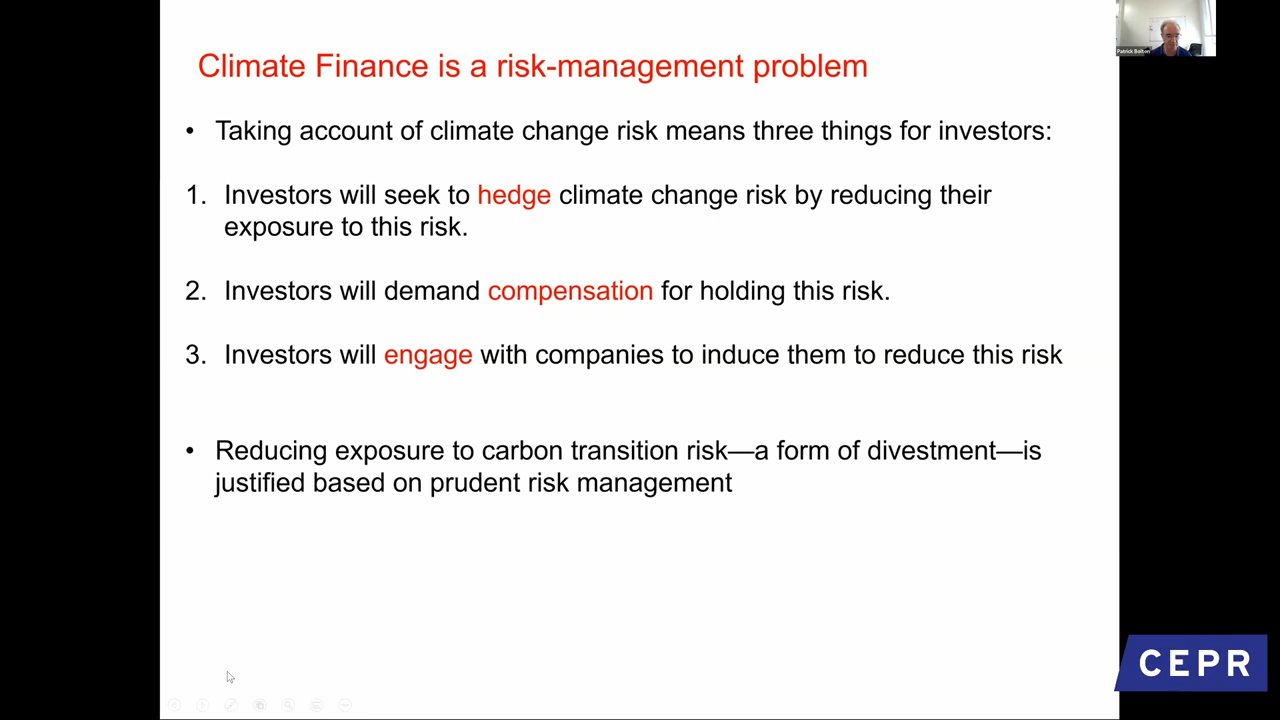 Climate Finance is a risk-management problem
Patrick Bolton
• Taking account of climate change risk means three things for investors:
1. Investors will seek to hedge climate change risk by reducing their
exposure to this risk.
2. Investors will demand compensation for holding this risk.
3. Investors will engage with companies to induce them to reduce this risk
• Reducing exposure to carbon transition risk—a form of divestment—is
justified based on prudent risk management
CEPR